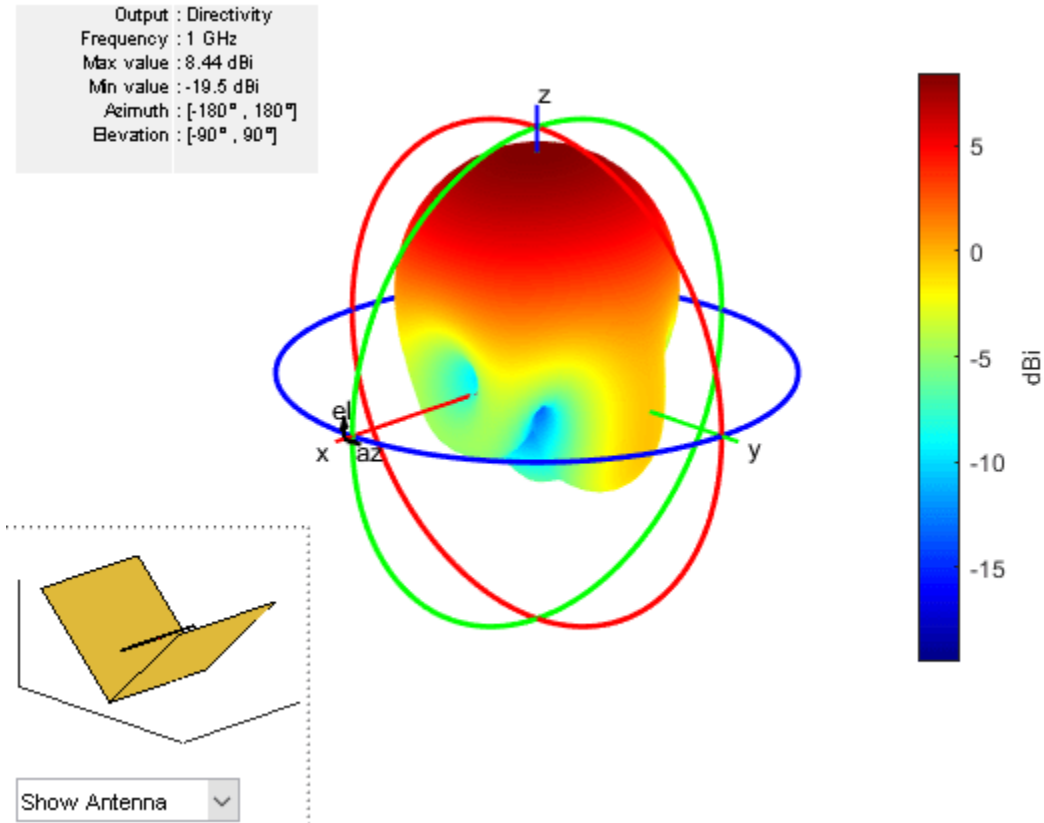 Output : Directivity
Frequency : 1 GHz
Max value : 8.44 dBi
Min value : -19.5 dBi
Azimuth : [-180° , 180°]
Elevation : [-90° , 90°]
z
5
0
-5
-10
-15
dBi
el
x
az
y
Show Antenna